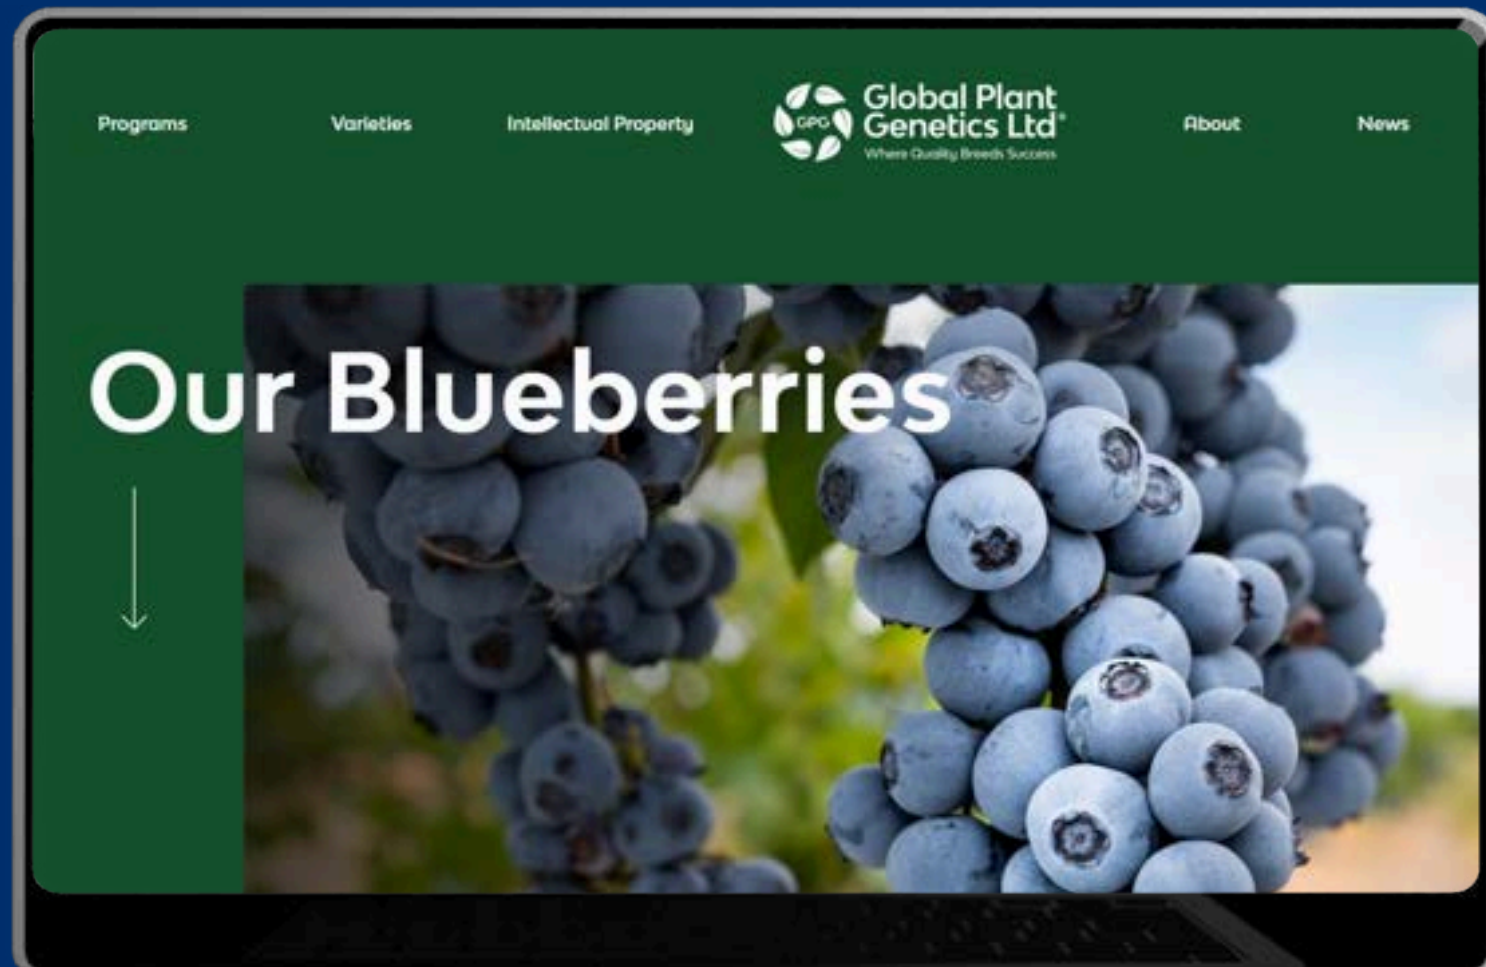 Programs
Varieties
Intellectual Property
GPG
Global Plant
Genetics Ltd®
Where Quality Breeds Success
About
News
Our Blueberries